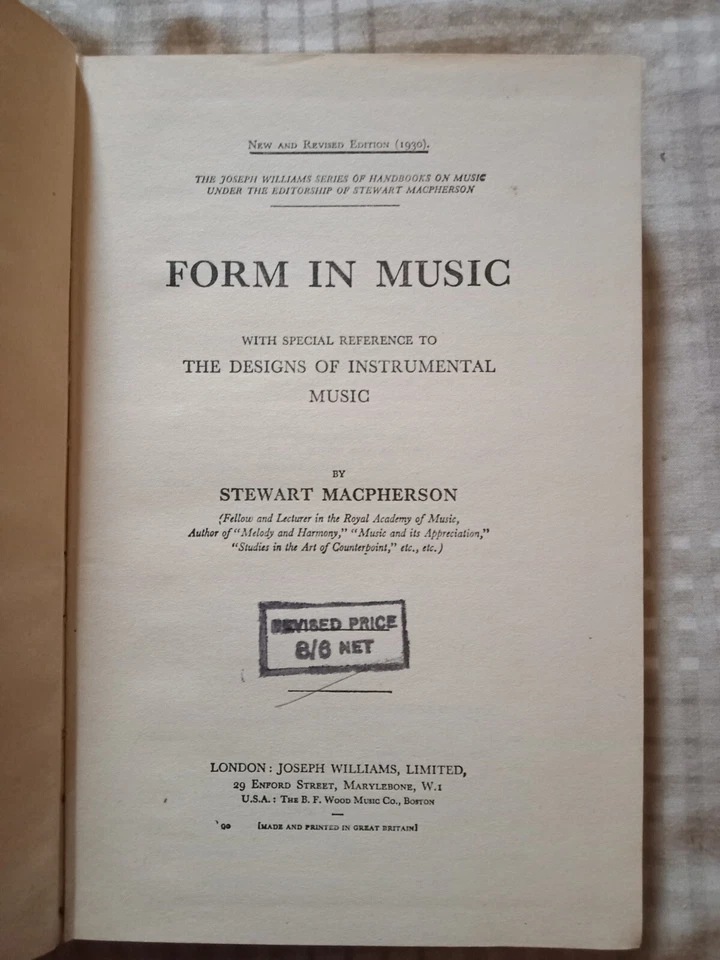 NEW AND REVISED EDITION (1930).
THE JOSEPH WILLIAMS SERIES OF HANDBOOKS ON MUSIC
UNDER THE EDITORSHIP OF STEWART MACPHERSON
FORM IN MUSIC
WITH SPECIAL REFERENCE TO
THE DESIGNS OF INSTRUMENTAL
MUSIC
BY
STEWART MACPHERSON
(Fellow and Lecturer in the Royal Academy of Music,
Author of "Melody and Harmony," "Music and its Appreciation,"
"Studies in the Art of Counterpoint," etc., etc.)
REVISED PRICE
8/6 NET
LONDON: JOSEPH WILLIAMS, LIMITED,
29 ENFORD STREET, MARYLEBONE, W.1
U.S.A.: THE B. F. WOOD MUSIC CO., BOSTON
[MADE AND PRINTED IN GREAT BRITAIN]